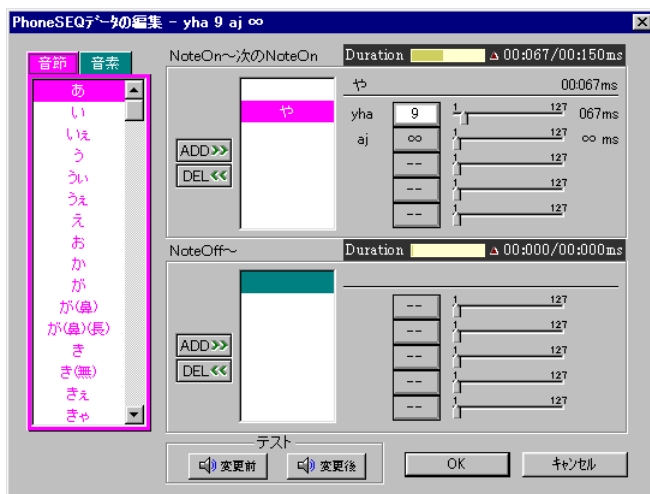 PhoneSEQﾃﾞｰﾀの編集 - yha 9 aj ∞
音節 音素
あ
い
いぇ
う
うい
うぇ
え
お
か
が
が(鼻)
が(鼻)(長)
き
き(無)
きぇ
きゃ
NoteOn～次のNoteOn Duration 00:067/00:150ms
や
ADD>>
DEL<<
や 00:067ms
yha 9 1 127 067ms
aj ∞ 1 127 ∞ ms
-- 1 127
-- 1 127
-- 1 127
NoteOff～ Duration 00:000/00:000ms
ADD>>
DEL<<
-- 1 127
-- 1 127
-- 1 127
-- 1 127
-- 1 127
テスト
変更前 変更後 OK ｷｬﾝｾﾙ